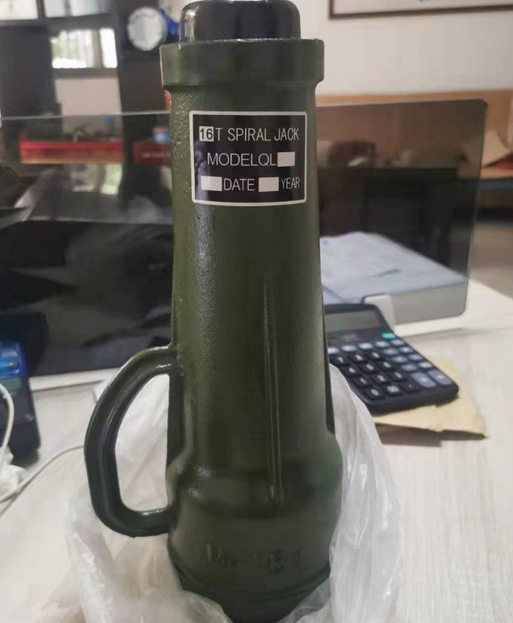 16T SPIRAL JACK
MODELQL
DATE YEAR